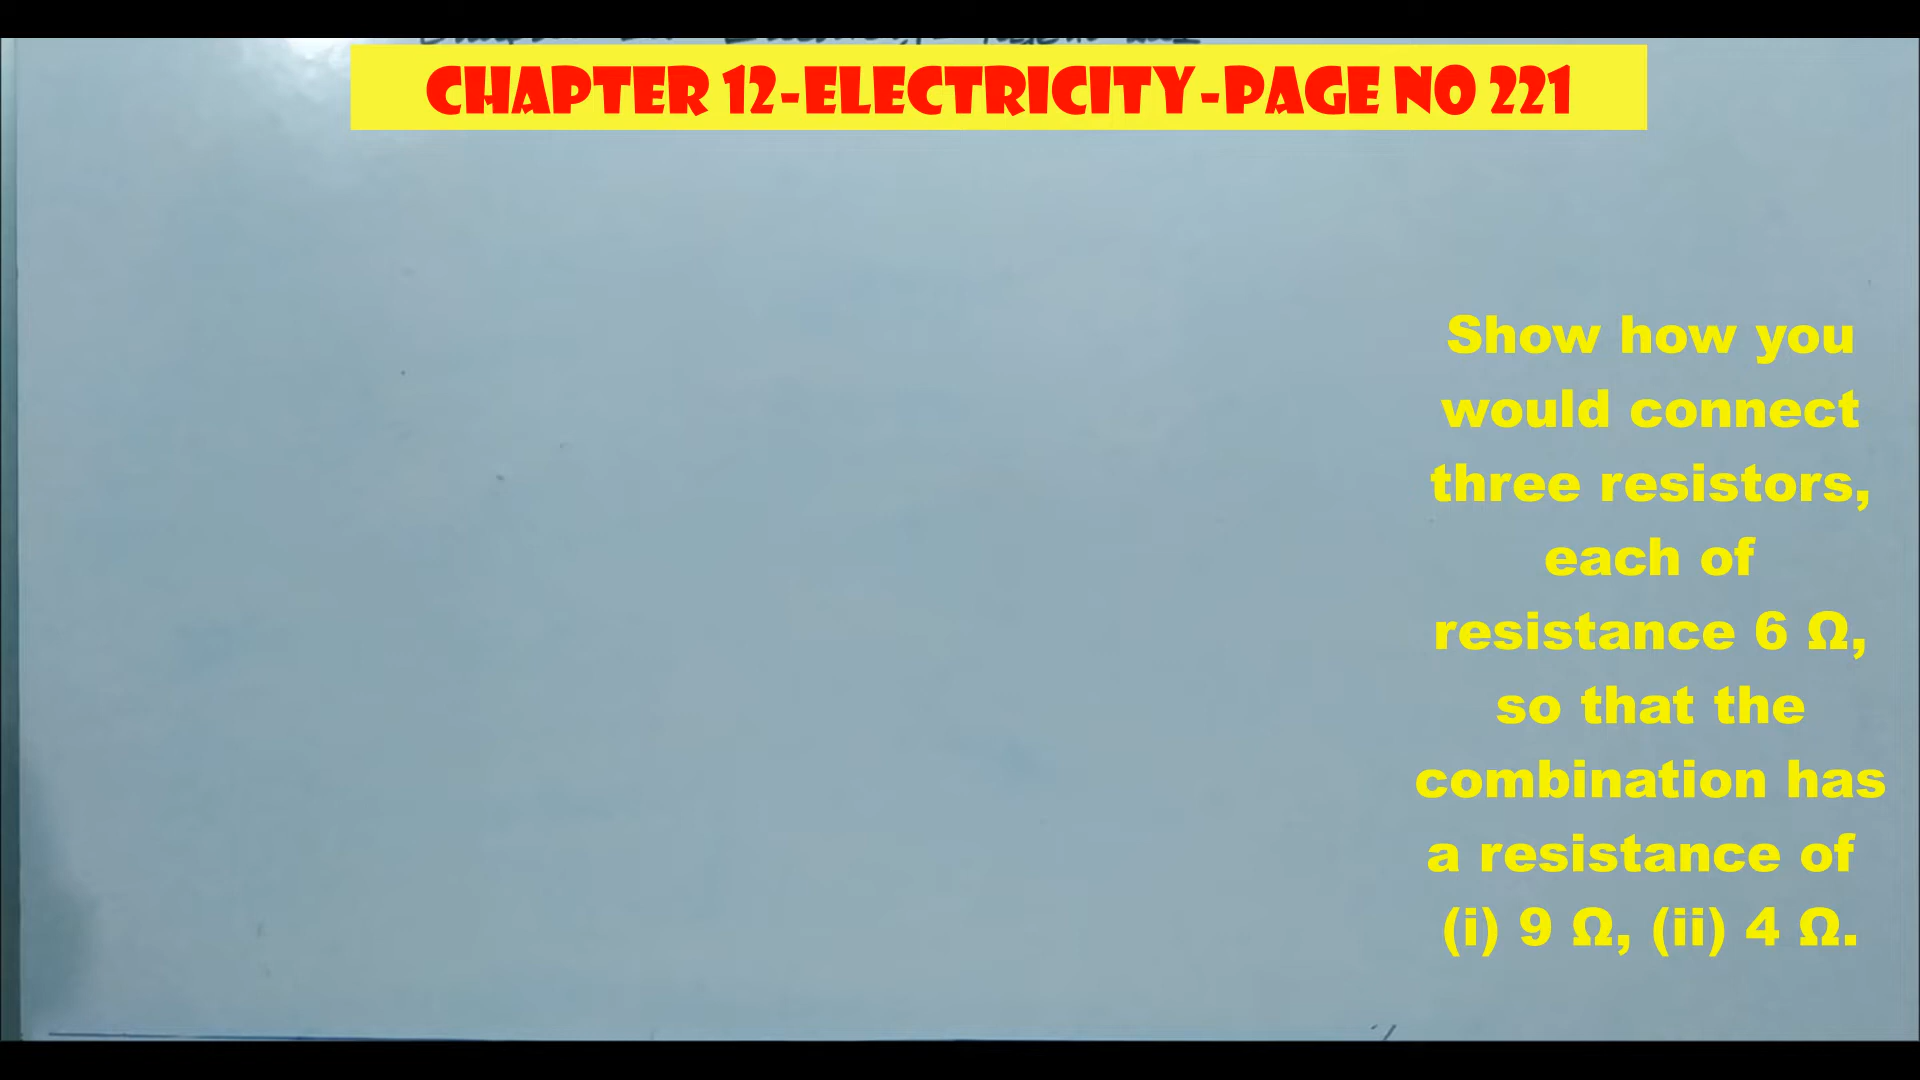 CHAPTER 12-ELECTRICITY-PAGE NO 221
Show how you
would connect
three resistors,
each of
resistance 6 Ω,
so that the
combination has
a resistance of
(i) 9 Ω, (ii) 4 Ω.